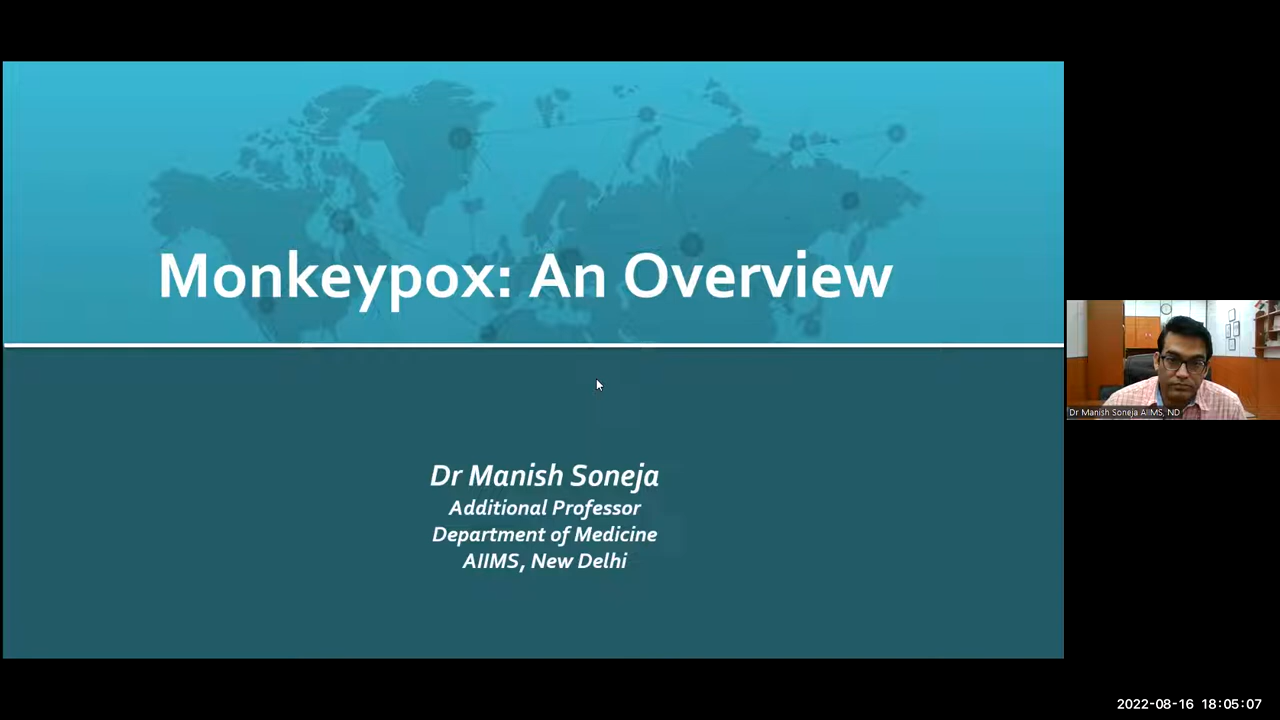 Monkeypox: An Overview
Dr Manish Soneja
Additional Professor
Department of Medicine
AIIMS, New Delhi
Dr Manish Soneja AIIMS, ND
2022-08-16 18:05:07